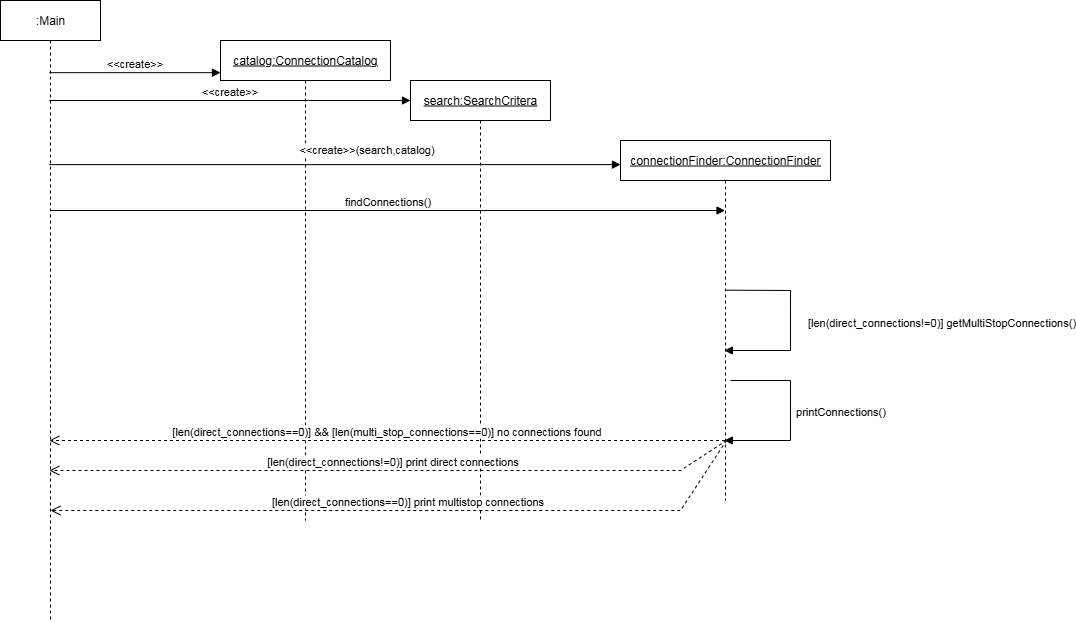 :Main
<<create>>
catalog:ConnectionCatalog
<<create>>
search:SearchCritera
<<create>>(search,catalog)
connectionFinder:ConnectionFinder
findConnections()
[len(direct_connections!=0)] getMultiStopConnections()
printConnections()
[len(direct_connections==0)] && [len(multi_stop_connections==0)] no connections found
[len(direct_connections!=0)] print direct connections
[len(direct_connections==0)] print multistop connections